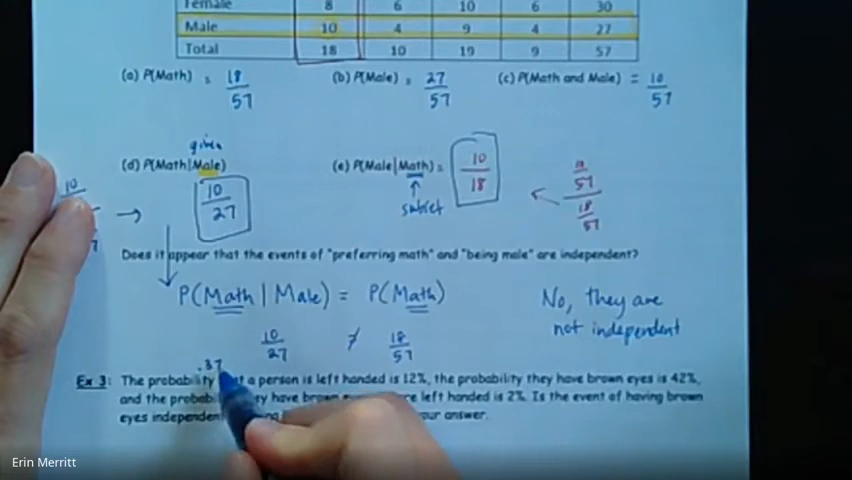 Female 8 6 10 6 30
Male 10 4 9 4 27
Total 18 10 19 9 57
(a) P(Math) = 18/57 (b) P(Male) = 27/57 (c) P(Math and Male) = 10/57
given
(d) P(Math|Male) (e) P(Male|Math) = 10/18
10/27
subset
18/57
10
Does it appear that the events of "preferring math" and "being male" are independent?
P(Math | Male) = P(Math) No, they are
not independent
10/27 ≠ 18/57
.37
Ex 3: The probability a person is left handed is 12%, the probability they have brown eyes is 42%,
and the they have brown left handed is 2%. Is the event of having brown
eyes your answer.
Erin Merritt